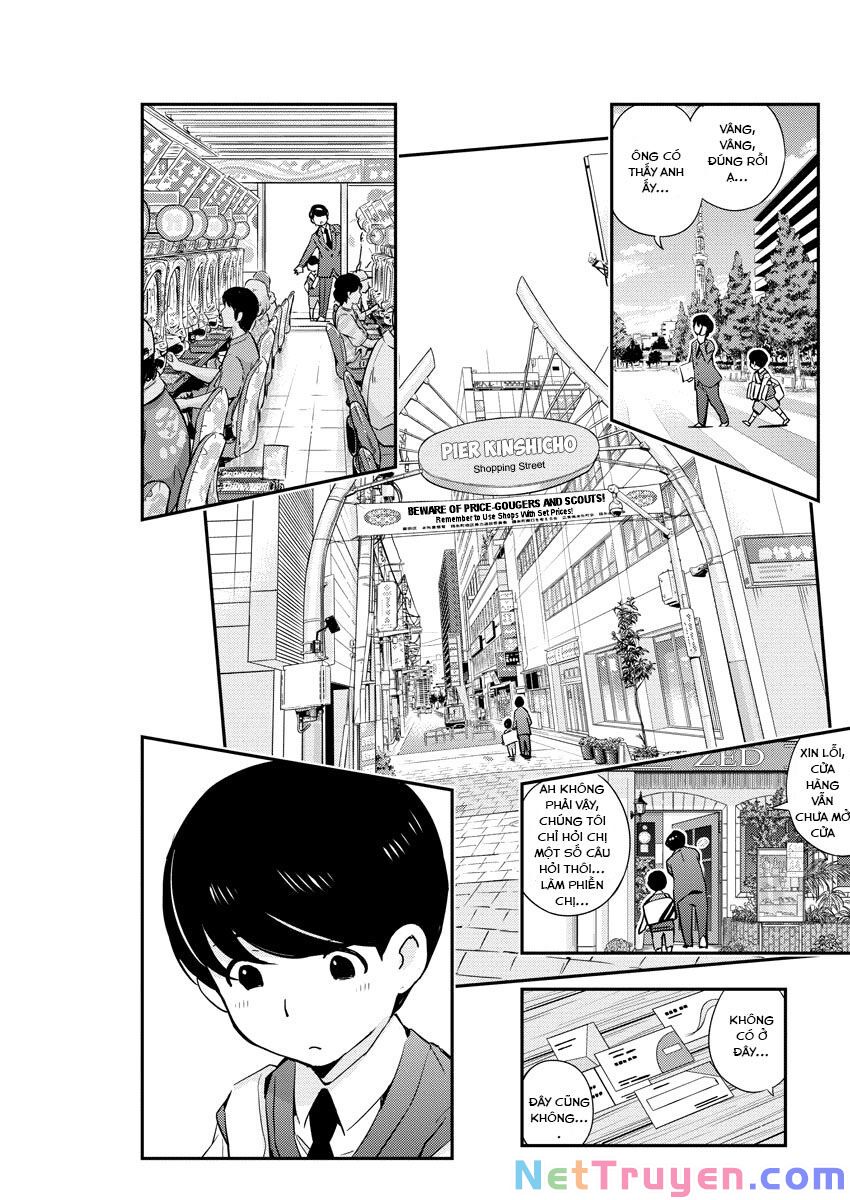 VÂNG,
VÂNG,
ĐÚNG RỒI
Ạ...
ÔNG CÓ
THẤY ANH
ẤY...
PIER KINSHICHO
Shopping Street
BEWARE OF PRICE-GOUGERS AND SCOUTS!
Remember to Use Shops With Set Prices!
ZED
XIN LỖI,
CỬA
HÀNG
VẪN
CHƯA MỞ
CỬA
AH KHÔNG
PHẢI VẬY,
CHÚNG TÔI
CHỈ HỎI CHỊ
MỘT SỐ CÂU
HỎI THÔI...
LÀM PHIỀN
CHỊ...
KHÔNG
CÓ Ở
ĐÂY...
ĐÂY CŨNG
KHÔNG...
.
NetTruyen.com